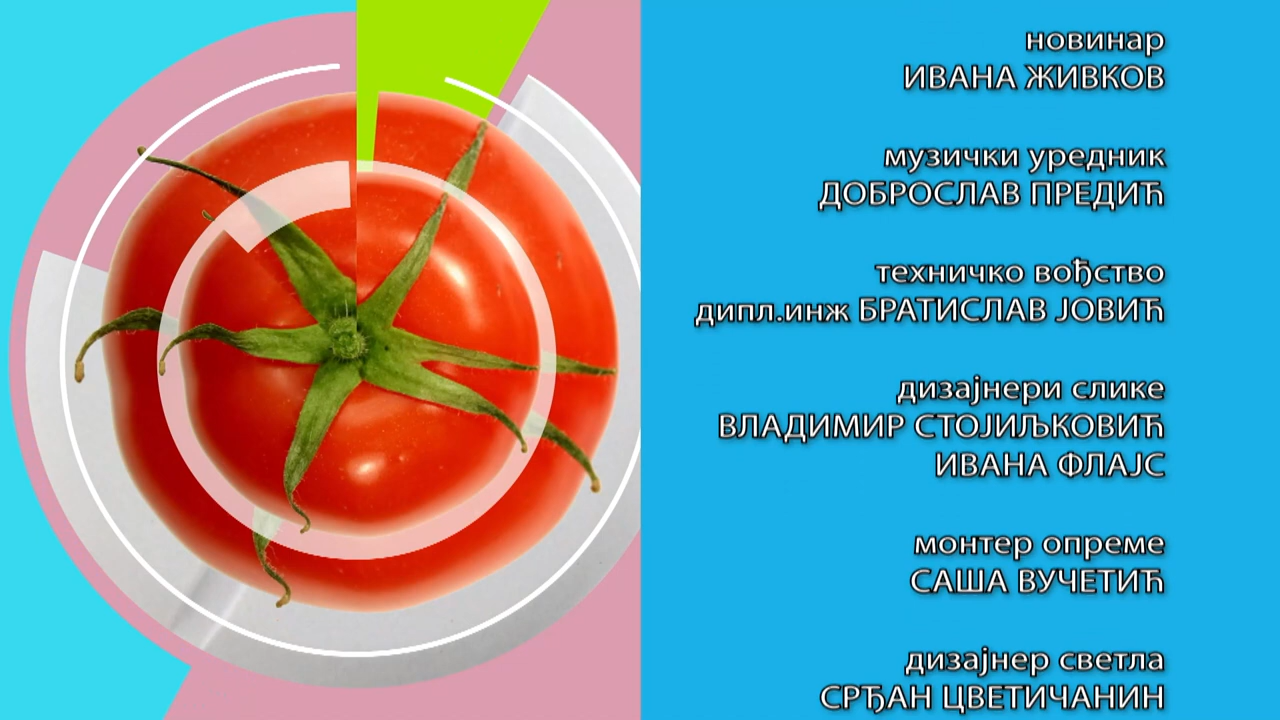 новинар
ИВАНА ЖИВКОВ
музички уредник
ДОБРОСЛАВ ПРЕДИЋ
техничко вођство
дипл.инж БРАТИСЛАВ ЈОВИЋ
дизајнери слике
ВЛАДИМИР СТОЈИЉКОВИЋ
ИВАНА ФЛАЈС
монтер опреме
САША ВУЧЕТИЋ
дизајнер светла
СРЂАН ЦВЕТИЧАНИН